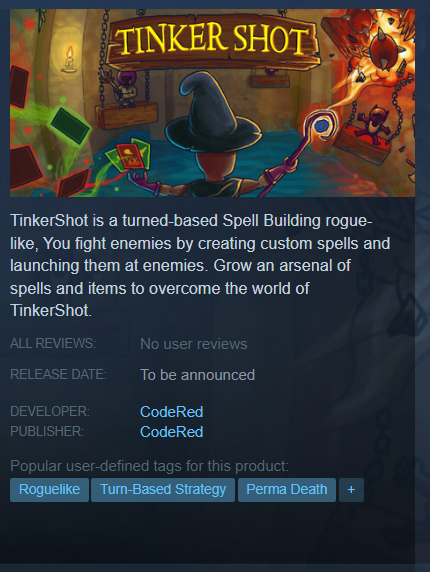 TINKER SHOT
TinkerShot is a turned-based Spell Building rogue-
like, You fight enemies by creating custom spells and
launching them at enemies. Grow an arsenal of
spells and items to overcome the world of
TinkerShot.
ALL REVIEWS: No user reviews
RELEASE DATE: To be announced
DEVELOPER: CodeRed
PUBLISHER: CodeRed
Popular user-defined tags for this product:
Roguelike Turn-Based Strategy Perma Death +